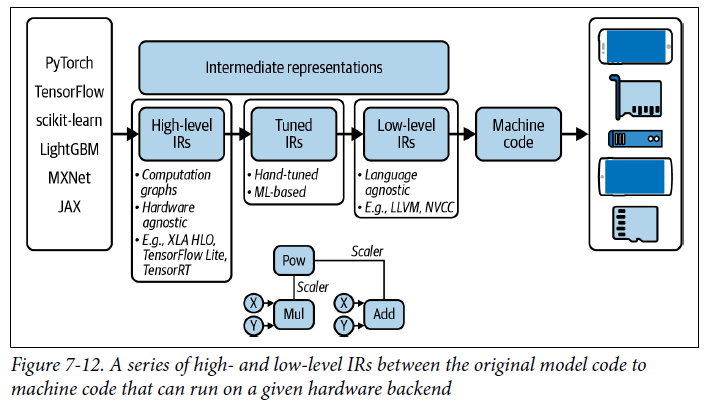 PyTorch
TensorFlow
scikit-learn
LightGBM
MXNet
JAX
Intermediate representations
High-level
IRs
• Computation
graphs
• Hardware
agnostic
• E.g., XLA HLO,
TensorFlow Lite,
TensorRT
Tuned
IRs
• Hand-tuned
• ML-based
Low-level
IRs
• Language
agnostic
• E.g., LLVM, NVCC
Machine
code
Pow
Scaler
Scaler
X
Y
Mul
X
Y
Add
Figure 7-12. A series of high- and low-level IRs between the original model code to
machine code that can run on a given hardware backend